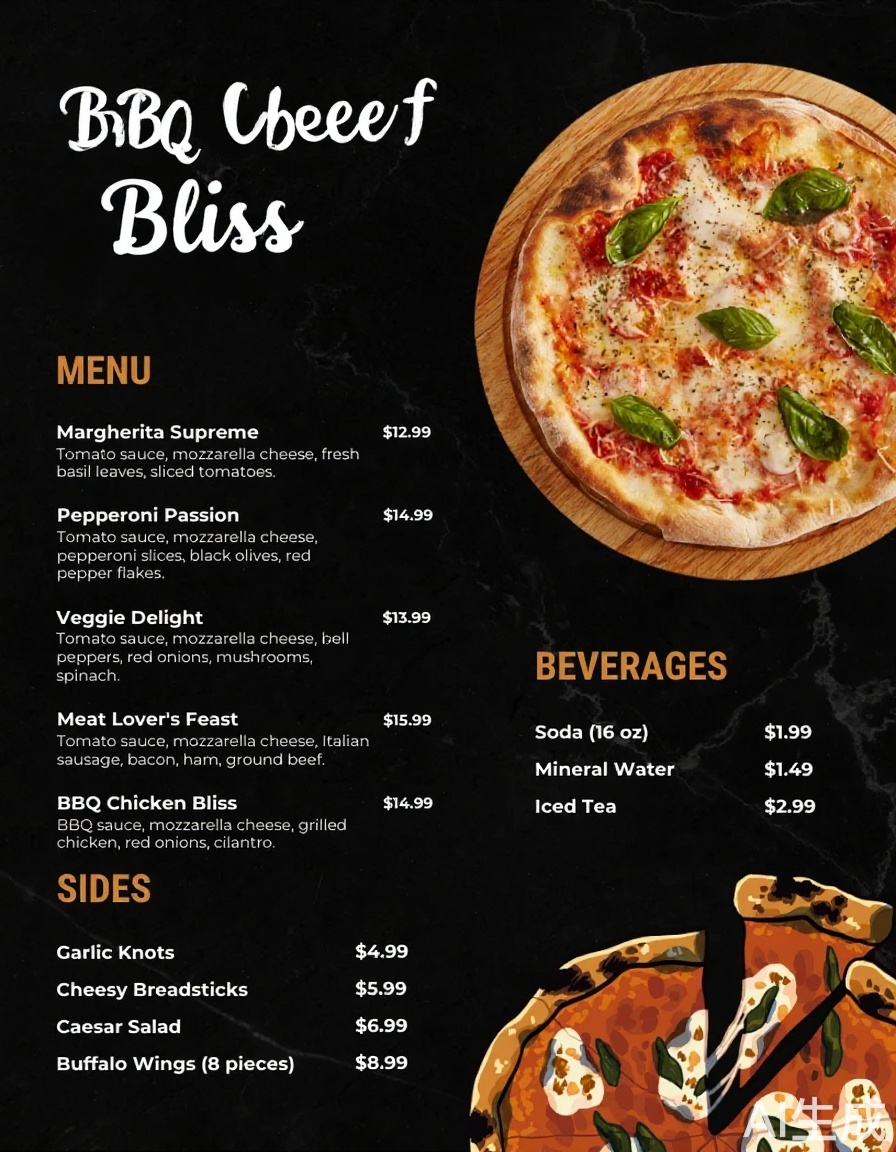 BBQ Ubeeef
Bliss
MENU
Margherita Supreme $12.99
Tomato sauce, mozzarella cheese, fresh
basil leaves, sliced tomatoes.
Pepperoni Passion $14.99
Tomato sauce, mozzarella cheese,
pepperoni slices, black olives, red
pepper flakes.
Veggie Delight $13.99
Tomato sauce, mozzarella cheese, bell
peppers, red onions, mushrooms,
spinach.
Meat Lover's Feast $15.99
Tomato sauce, mozzarella cheese, Italian
sausage, bacon, ham, ground beef.
BBQ Chicken Bliss $14.99
BBQ sauce, mozzarella cheese, grilled
chicken, red onions, cilantro.
SIDES
Garlic Knots $4.99
Cheesy Breadsticks $5.99
Caesar Salad $6.99
Buffalo Wings (8 pieces) $8.99
BEVERAGES
Soda (16 oz) $1.99
Mineral Water $1.49
Iced Tea $2.99
AI生成